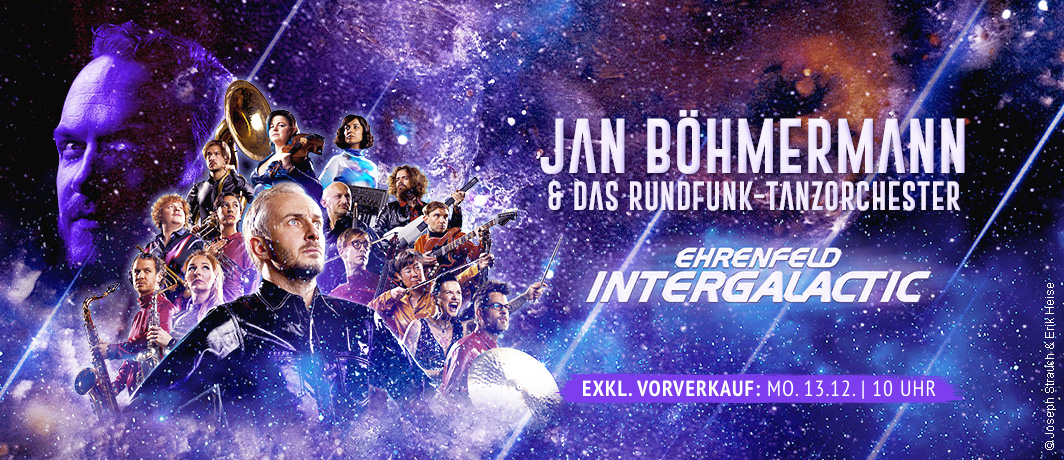 JAN BÖHMERMANN
& DAS RUNDFUNK-TANZORCHESTER
EHRENFELD
INTERGALACTIC
EXKL. VORVERKAUF: MO. 13.12. | 10 UHR
© Joseph Strauch & Erik Heise